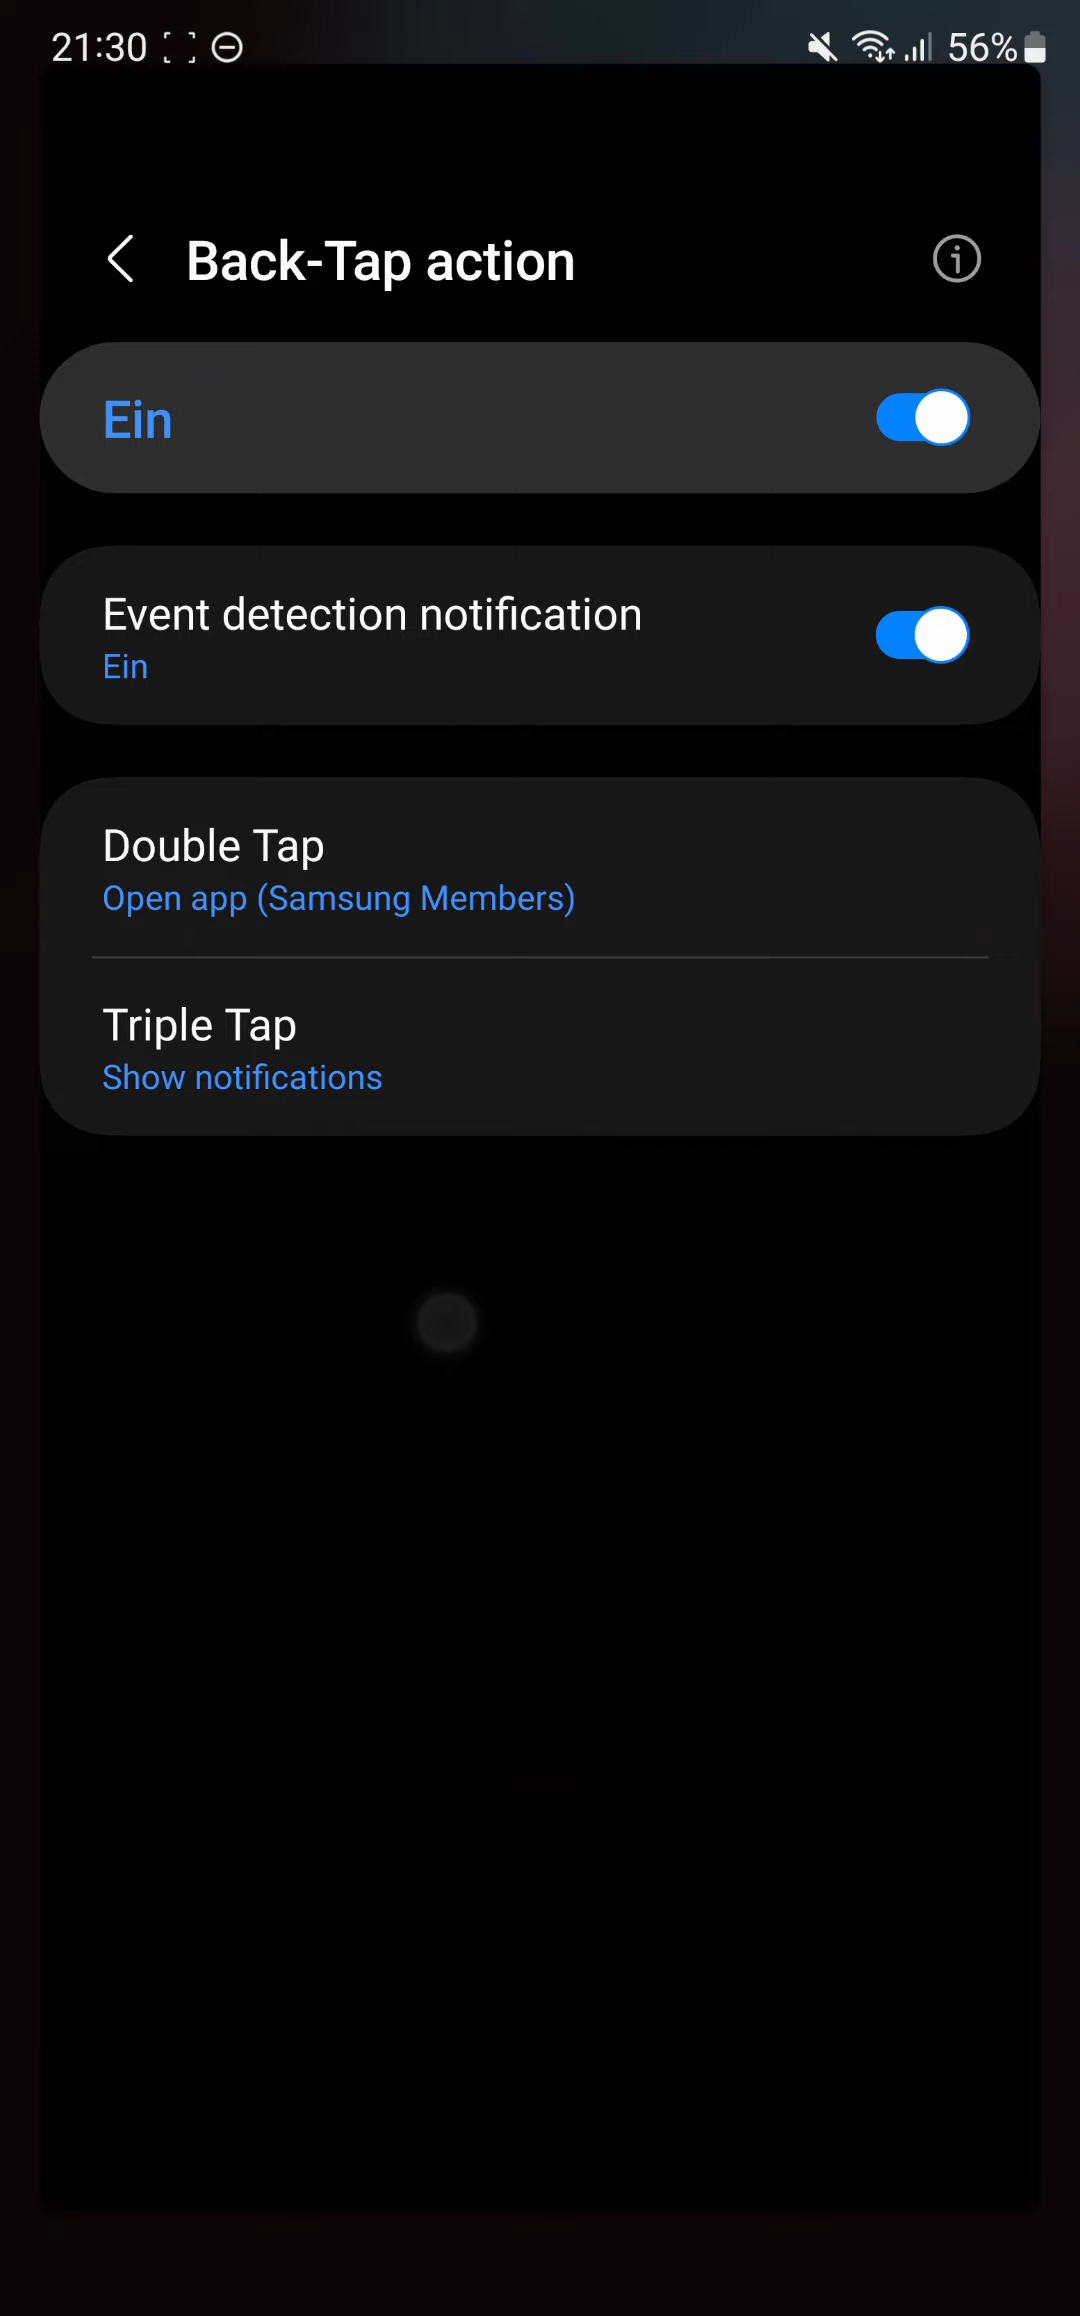 21:30 56%
Back-Tap action
Ein
Event detection notification
Ein
Double Tap
Open app (Samsung Members)
Triple Tap
Show notifications